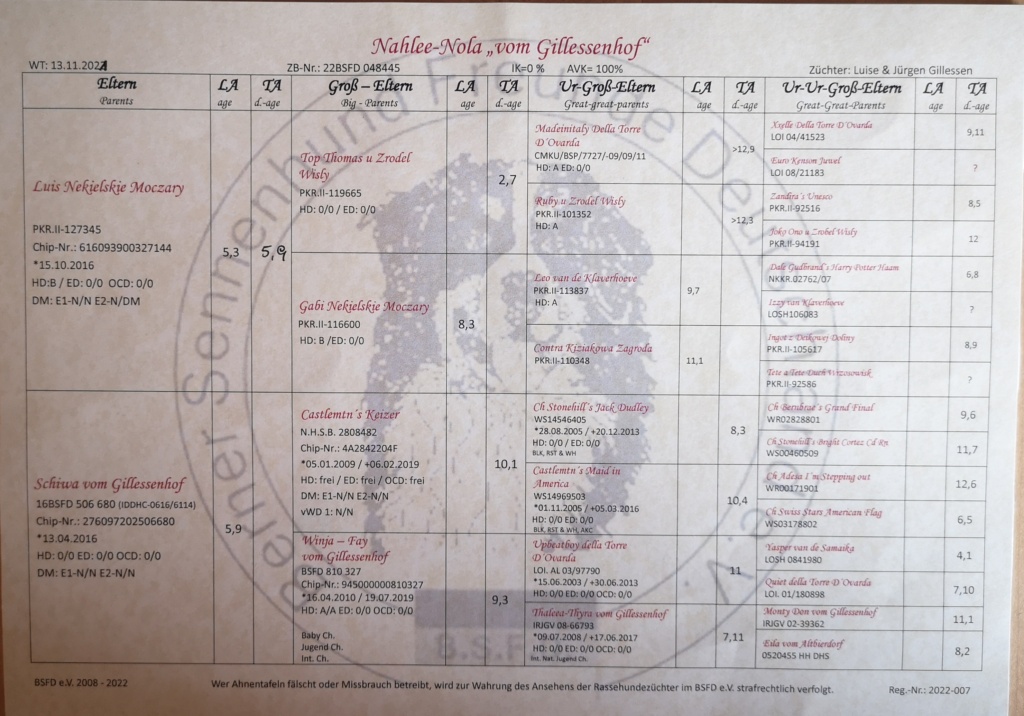 Nahlee-Nola „vom Gillessenhof“
WT: 13.11.2021
ZB-Nr.: 22BSFD 048445
IK=0 % AVK= 100%
Züchter: Luise & Jürgen Gillessen
Eltern
Parents
LA
age
TA
d.-age
Groß – Eltern
Big - Parents
LA
age
TA
d.-age
Ur-Groß-Eltern
Great-great-parents
LA
age
TA
d.-age
Ur-Ur-Groß-Eltern
Great-Great-Parents
LA
age
TA
d.-age
Luis Nekielskie Moczary
PKR.II-127345
Chip-Nr.: 616093900327144
*15.10.2016
HD:B / ED: 0/0 OCD: 0/0
DM: E1-N/N E2-N/DM
5,3
5,9
Schiwa vom Gillessenhof
16BSFD 506 680 (IDDHC-0616/6114)
Chip-Nr.: 276097202506680
*13.04.2016
HD: 0/0 ED: 0/0 OCD: 0/0
DM: E1-N/N E2-N/N
5,9
Top Thomas u Zrodel
Wisly
PKR.II-119665
HD: 0/0 / ED: 0/0
2,7
Gabi Nekielskie Moczary
PKR.II-116600
HD: B /ED: 0/0
8,3
Castlemtn´s Keizer
N.H.S.B. 2808482
Chip-Nr.: 4A2842204F
*05.01.2009 / +06.02.2019
HD: frei / ED: frei / OCD: frei
DM: E1-N/N E2-N/N
vWD 1: N/N
10,1
Winja – Fay
vom Gillessenhof
BSFD 810 327
Chip-Nr.: 945000000810327
*16.04.2010 / 19.07.2019
HD: A/A ED: 0/0 OCD: 0/0
Baby Ch.
Jugend Ch.
Int. Ch.
9,3
Madeinitaly Della Torre
D´Ovarda
CMKU/BSP/7727/-09/09/11
HD: A ED: 0/0
>12,9
Ruby u Zrodel Wisly
PKR.II-101352
HD: A
>12,3
Leo van de Klaverhoeve
PKR.II-113837
HD: A
9,7
Contra Kiziakowa Zagroda
PKR.II-110348
11,1
Ch Stonehill´s Jack Dudley
WS14546405
*28.08.2005 / +20.12.2013
HD: 0/0 / ED: 0/0
BLK, RST & WH
8,3
Castlemtn´s Maid in
America
WS14969503
*01.11.2005 / +05.03.2016
HD: 0/0 ED: 0/0
BLK, RST & WH, AKC
10,4
Upbeatboy della Torre
D´Ovarda
LOI. AL 03/97790
*15.06.2003 / +30.06.2013
HD: 0/0 ED: 0/0 OCD: 0/0
11
Thalcea-Thyra vom Gillessenhof
IRJGV 08-66793
*09.07.2008 / +17.06.2017
HD: 0/0 ED: 0/0 OCD: 0/0
Int. Nat. Jugend Ch.
7,11
Xselle Della Torre D´Ovarda
LOI 04/41523
9,11
Euro Kenson Juwel
LOI 08/21183
?
Zandira´s Unesco
PKR.II-92516
8,5
Joko Ono u Zrobel Wisly
PKR.II-94191
12
Dale Gudbrand´s Harry Potter Haam
NKKR.02762/07
6,8
Izzy van Klaverhoeve
LOSH106083
?
Ingot z Deikowej Doliny
PKR.II-105617
8,9
Tete a Tete Duch Wrzosowisk
PKR.II-92586
?
Ch Bernbrae´s Grand Final
WR02828801
9,6
Ch Stonehill´s Bright Cortez Cd Rn
WS00460509
11,7
Ch Adesa I´m Stepping out
WR00171901
12,6
Ch Swiss Stars American Flag
WS03178802
6,5
Yasper van de Samaika
LOSH 0841980
4,1
Quiet della Torre D´Ovarda
LOI. 01/180898
7,10
Monty Don vom Gillessenhof
IRJGV 02-39362
11,1
Eila vom Altbierdorf
052045S HH DHS
8,2
Berner Sennenhund Freunde Deutschland e.V.
B.S.F
BSFD e.V. 2008 - 2022
Wer Ahnentafeln fälscht oder Missbrauch betreibt, wird zur Wahrung des Ansehens der Rassehundezüchter im BSFD e.V. strafrechtlich verfolgt.
Reg.-Nr.: 2022-007